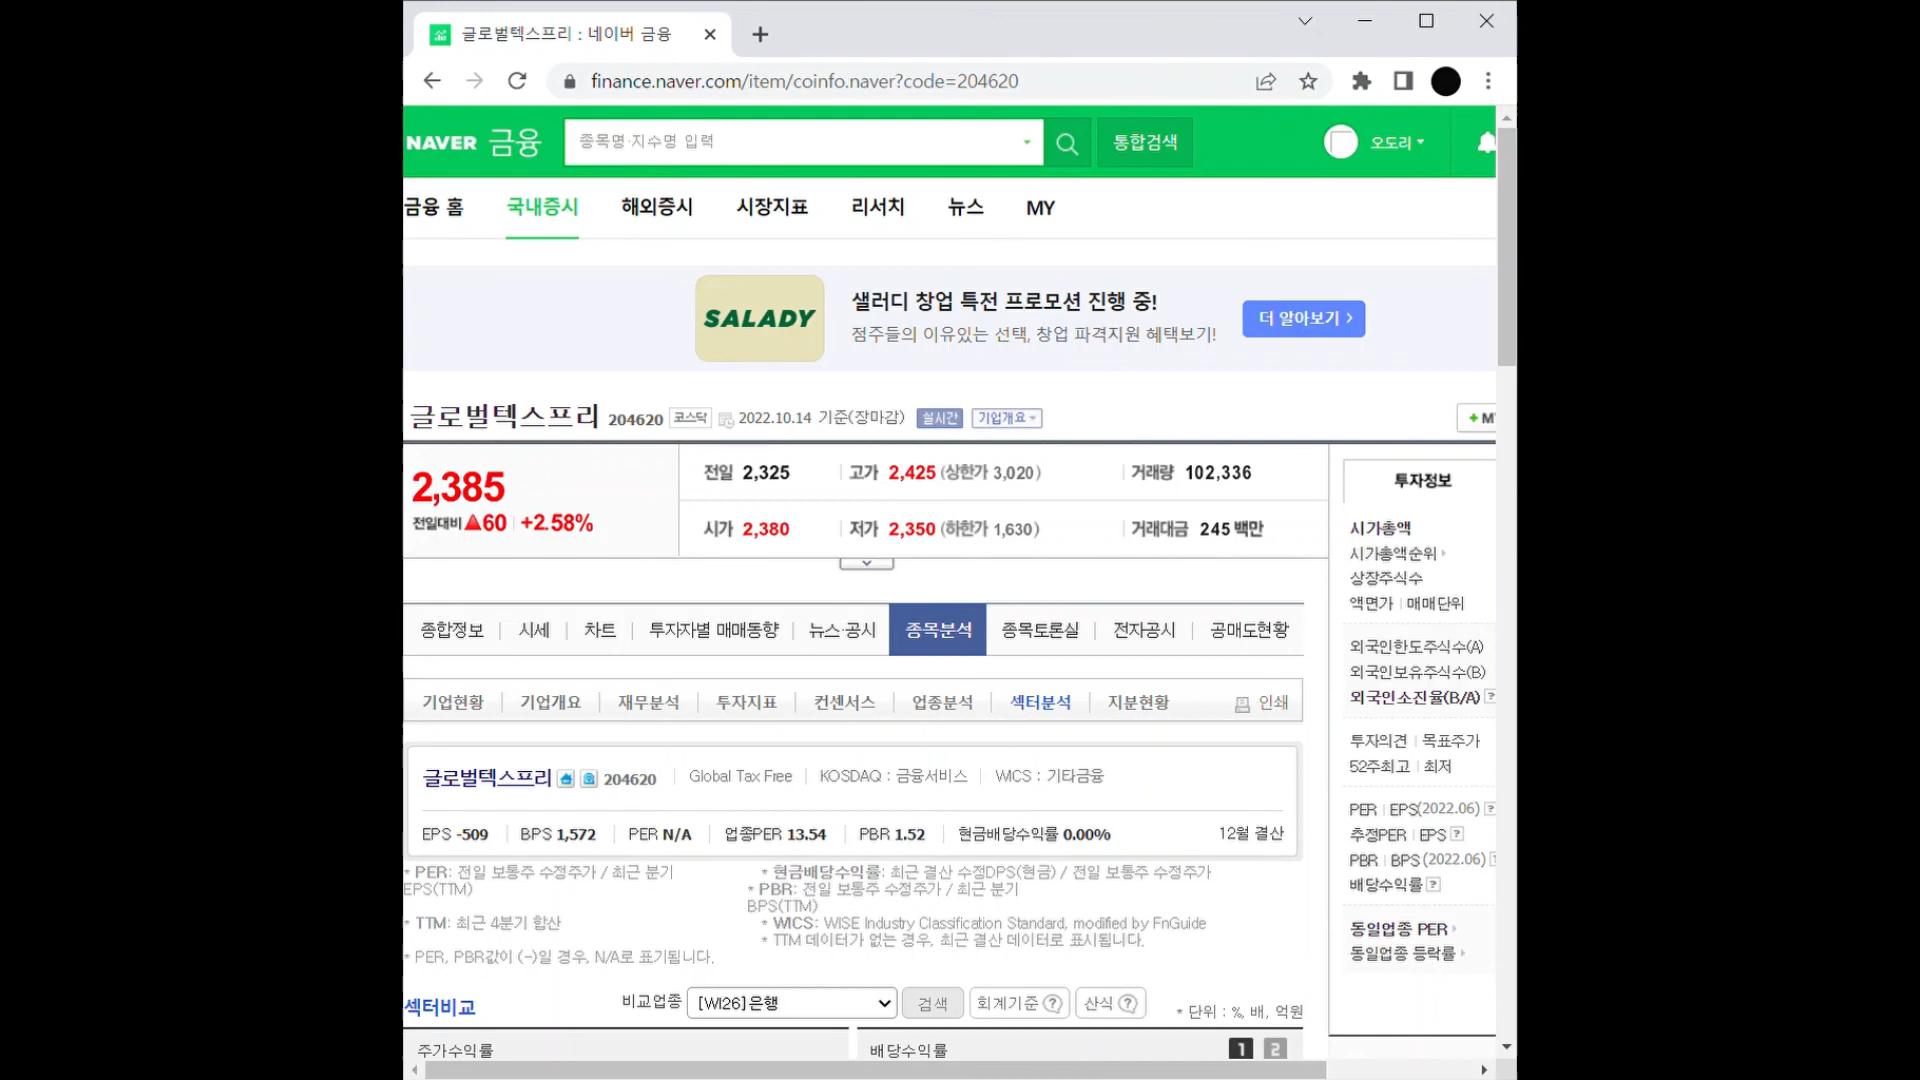 글로벌텍스프리 : 네이버 금융
finance.naver.com/item/coinfo.naver?code=204620
NAVER 금융 종목명·지수명 입력 통합검색 오도리
금융 홈 국내증시 해외증시 시장지표 리서치 뉴스 MY
SALADY
샐러디 창업 특전 프로모션 진행 중!
점주들의 이유있는 선택, 창업 파격지원 혜택보기!
더 알아보기
글로벌텍스프리 204620 코스닥 2022.10.14 기준(장마감) 실시간 기업개요
2,385
전일대비 ▲60 +2.58%
전일 2,325 고가 2,425 (상한가 3,020) 거래량 102,336
시가 2,380 저가 2,350 (하한가 1,630) 거래대금 245 백만
종합정보 시세 차트 투자자별 매매동향 뉴스·공시 종목분석 종목토론실 전자공시 공매도현황
기업현황 기업개요 재무분석 투자지표 컨센서스 업종분석 섹터분석 지분현황 인쇄
글로벌텍스프리 204620 Global Tax Free KOSDAQ : 금융서비스 WICS : 기타금융
EPS -509 BPS 1,572 PER N/A 업종PER 13.54 PBR 1.52 현금배당수익률 0.00% 12월 결산
* PER: 전일 보통주 수정주가 / 최근 분기
EPS(TTM)
* TTM: 최근 4분기 합산
* PER, PBR값이 (-)일 경우, N/A로 표기됩니다.
* 현금배당수익률: 최근 결산 수정DPS(현금) / 전일 보통주 수정주가
* PBR: 전일 보통주 수정주가 / 최근 분기
BPS(TTM)
* WICS: WISE Industry Classification Standard, modified by FnGuide
* TTM 데이터가 없는 경우, 최근 결산 데이터로 표시됩니다.
섹터비교 비교업종 [WI26]은행 검색 회계기준 ? 산식 ? * 단위 : %, 배, 억원
주가수익률 배당수익률 1 2
+ M
투자정보
시가총액
시가총액순위
상장주식수
액면가 매매단위
외국인한도주식수(A)
외국인보유주식수(B)
외국인소진율(B/A) ?
투자의견 목표주가
52주최고 최저
PER EPS(2022.06) ?
추정PER EPS ?
PBR BPS (2022.06)
배당수익률 ?
동일업종 PER
동일업종 등락률